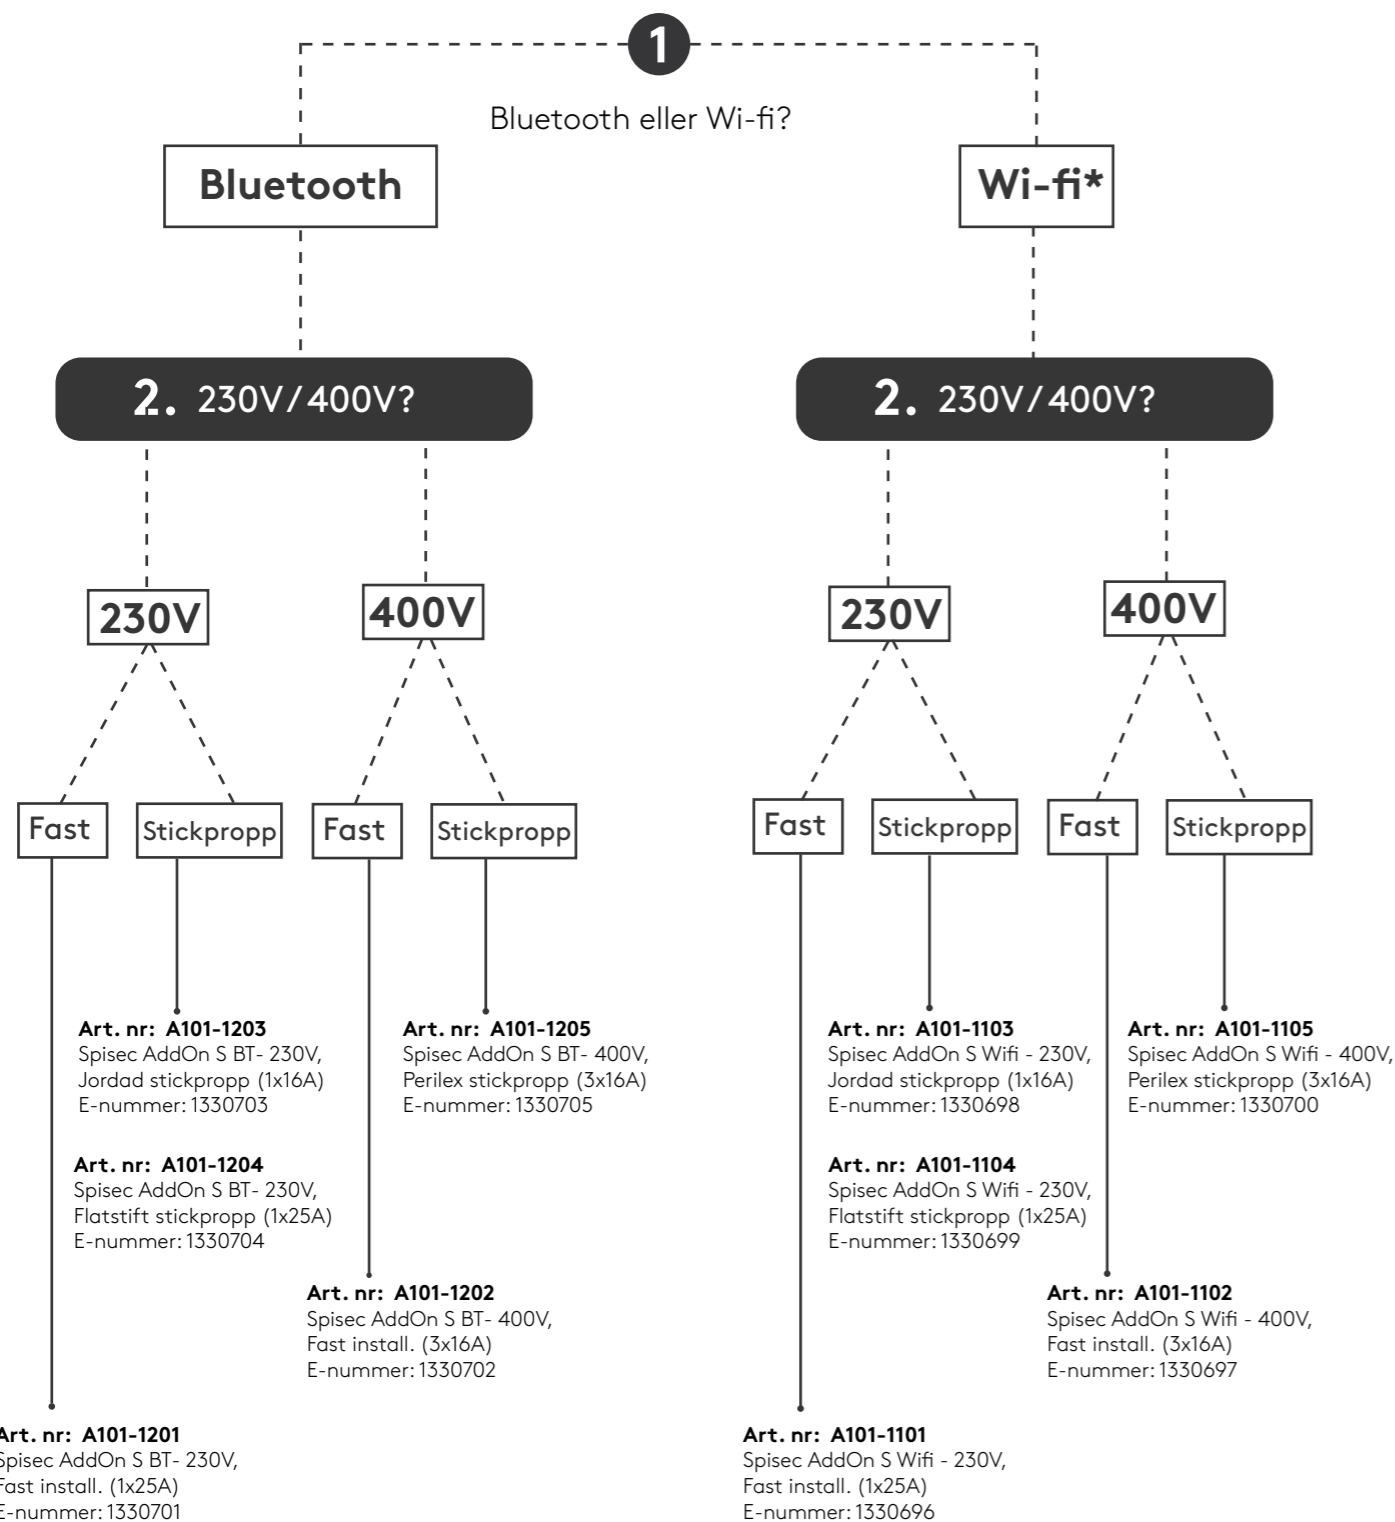 1
Bluetooth eller Wi-fi?
Bluetooth
Wi-fi*
2. 230V/400V?
2. 230V/400V?
230V
400V
230V
400V
Fast
Stickpropp
Fast
Stickpropp
Fast
Stickpropp
Fast
Stickpropp
Art. nr: A101-1203
Spisec AddOn S BT- 230V,
Jordad stickpropp (1x16A)
E-nummer: 1330703
Art. nr: A101-1205
Spisec AddOn S BT- 400V,
Perilex stickpropp (3x16A)
E-nummer: 1330705
Art. nr: A101-1103
Spisec AddOn S Wifi - 230V,
Jordad stickpropp (1x16A)
E-nummer: 1330698
Art. nr: A101-1105
Spisec AddOn S Wifi - 400V,
Perilex stickpropp (3x16A)
E-nummer: 1330700
Art. nr: A101-1204
Spisec AddOn S BT- 230V,
Flatstift stickpropp (1x25A)
E-nummer: 1330704
Art. nr: A101-1104
Spisec AddOn S Wifi - 230V,
Flatstift stickpropp (1x25A)
E-nummer: 1330699
Art. nr: A101-1202
Spisec AddOn S BT- 400V,
Fast install. (3x16A)
E-nummer: 1330702
Art. nr: A101-1102
Spisec AddOn S Wifi - 400V,
Fast install. (3x16A)
E-nummer: 1330697
Art. nr: A101-1201
Spisec AddOn S BT- 230V,
Fast install. (1x25A)
E-nummer: 1330701
Art. nr: A101-1101
Spisec AddOn S Wifi - 230V,
Fast install. (1x25A)
E-nummer: 1330696